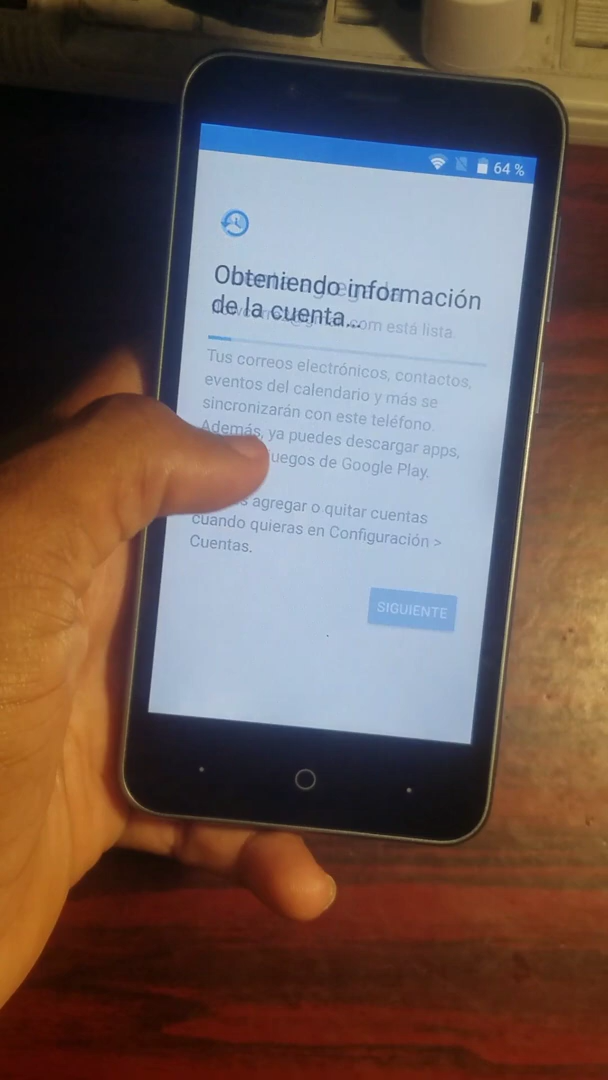 64 %
Obteniendo información
de la cuenta...
@gmail.com está lista.
Tus correos electrónicos, contactos,
eventos del calendario y más se
sincronizarán con este teléfono.
Además, ya puedes descargar apps,
juegos de Google Play.
agregar o quitar cuentas
cuando quieras en Configuración >
Cuentas.
SIGUIENTE